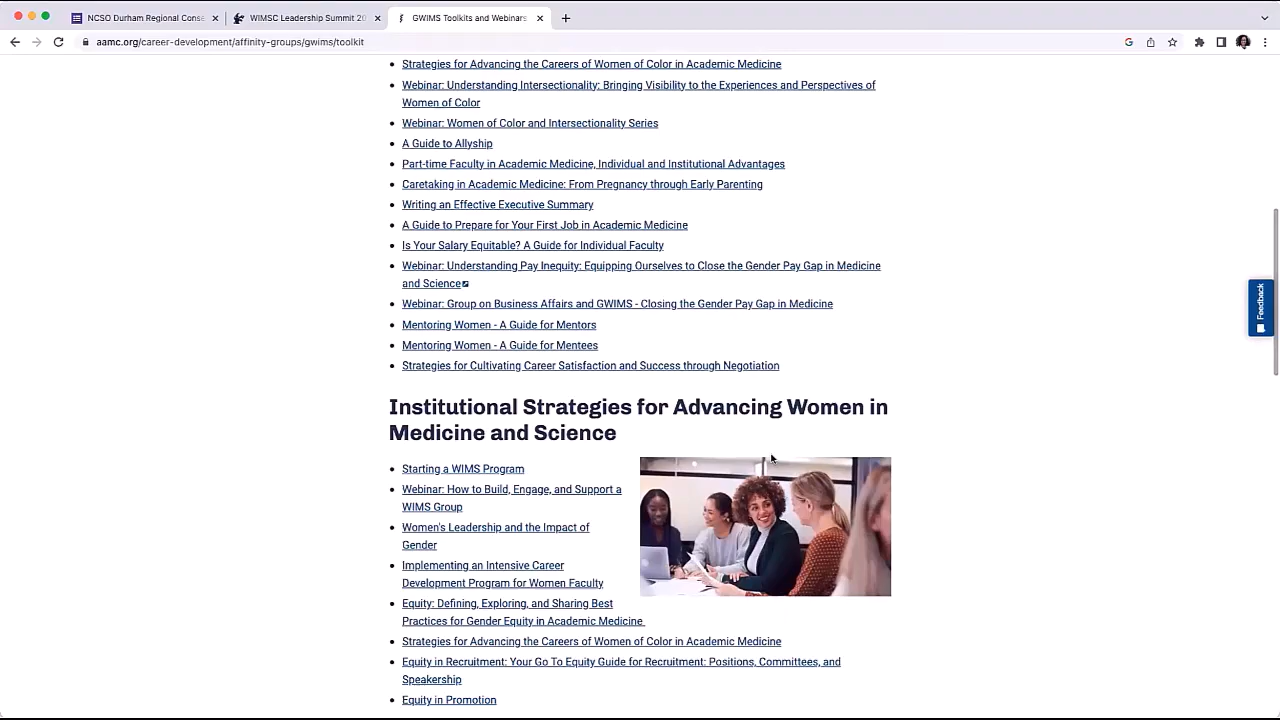 NCSO Durham Regional Conse
WIMSC Leadership Summit 20
GWIMS Toolkits and Webinars
aamc.org/career-development/affinity-groups/gwims/toolkit
Strategies for Advancing the Careers of Women of Color in Academic Medicine
Webinar: Understanding Intersectionality: Bringing Visibility to the Experiences and Perspectives of
Women of Color
Webinar: Women of Color and Intersectionality Series
A Guide to Allyship
Part-time Faculty in Academic Medicine, Individual and Institutional Advantages
Caretaking in Academic Medicine: From Pregnancy through Early Parenting
Writing an Effective Executive Summary
A Guide to Prepare for Your First Job in Academic Medicine
Is Your Salary Equitable? A Guide for Individual Faculty
Webinar: Understanding Pay Inequity: Equipping Ourselves to Close the Gender Pay Gap in Medicine
and Science
Webinar: Group on Business Affairs and GWIMS - Closing the Gender Pay Gap in Medicine
Mentoring Women - A Guide for Mentors
Mentoring Women - A Guide for Mentees
Strategies for Cultivating Career Satisfaction and Success through Negotiation
Feedback
Institutional Strategies for Advancing Women in
Medicine and Science
Starting a WIMS Program
Webinar: How to Build, Engage, and Support a
WIMS Group
Women's Leadership and the Impact of
Gender
Implementing an Intensive Career
Development Program for Women Faculty
Equity: Defining, Exploring, and Sharing Best
Practices for Gender Equity in Academic Medicine
Strategies for Advancing the Careers of Women of Color in Academic Medicine
Equity in Recruitment: Your Go To Equity Guide for Recruitment: Positions, Committees, and
Speakership
Equity in Promotion